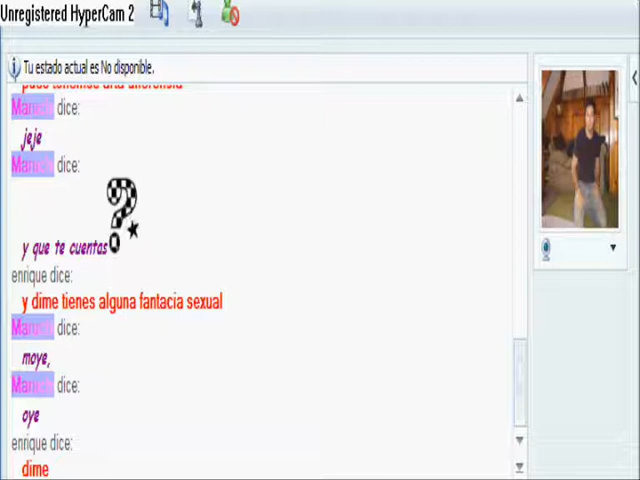 Unregistered HyperCam 2
Tu estado actual es No disponible.
dice:
jeje
dice:
y que te cuentas?
enrique dice:
y dime tienes alguna fantacia sexual
dice:
moye,
dice:
oye
enrique dice:
dime